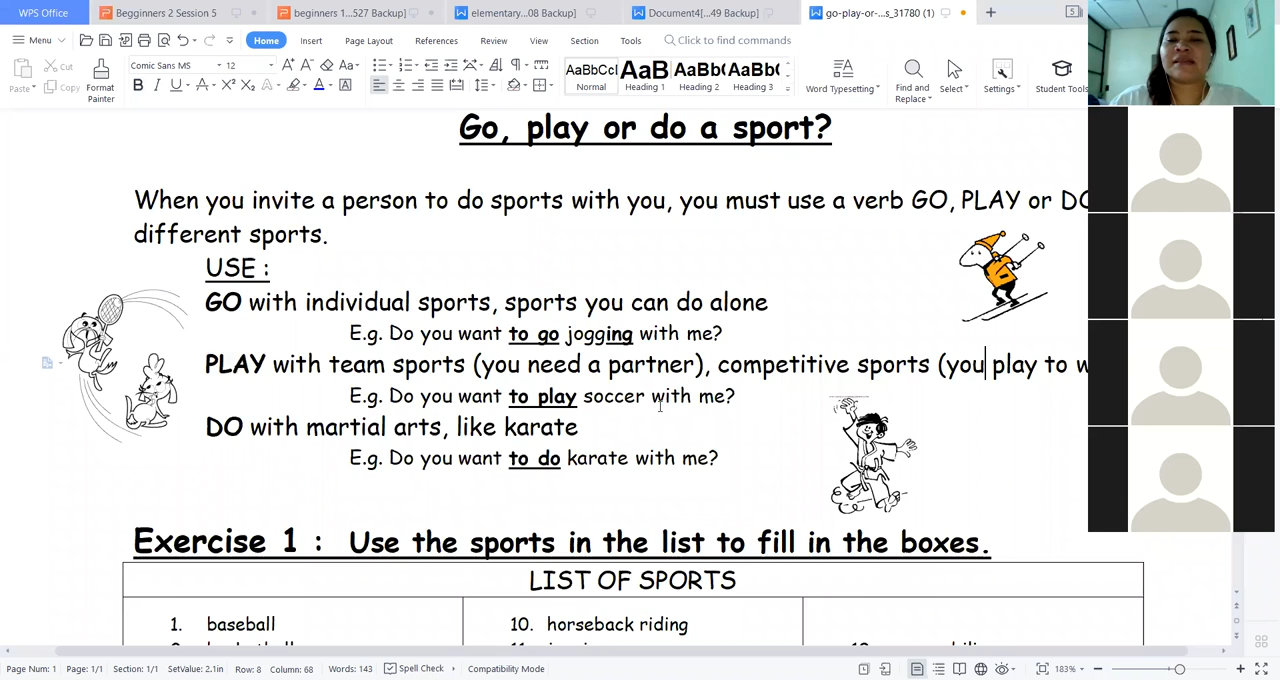 WPS Office
Begginners 2 Session 5
beginners 1...527 Backup]
elementary...08 Backup]
Document4[...49 Backup]
go-play-or-...s_31780 (1)
5
Menu
Home
Insert
Page Layout
References
Review
View
Section
Tools
Click to find commands
Paste
Cut
Copy
Format Painter
Comic Sans MS
12
AaBbCcI
AaB
AaBb(
AaBbC
Normal
Heading 1
Heading 2
Heading 3
Word Typesetting
Find and Replace
Select
Settings
Student Tools
Go, play or do a sport?
When you invite a person to do sports with you, you must use a verb GO, PLAY or DO
different sports.
USE :
GO with individual sports, sports you can do alone
E.g. Do you want to go jogging with me?
PLAY with team sports (you need a partner), competitive sports (you play to w
E.g. Do you want to play soccer with me?
DO with martial arts, like karate
E.g. Do you want to do karate with me?
Exercise 1 : Use the sports in the list to fill in the boxes.
LIST OF SPORTS
1. baseball
10. horseback riding
Page Num: 1
Page: 1/1
Section: 1/1
SetValue: 2.1in
Row: 8
Column: 68
Words: 143
Spell Check
Compatibility Mode
183%